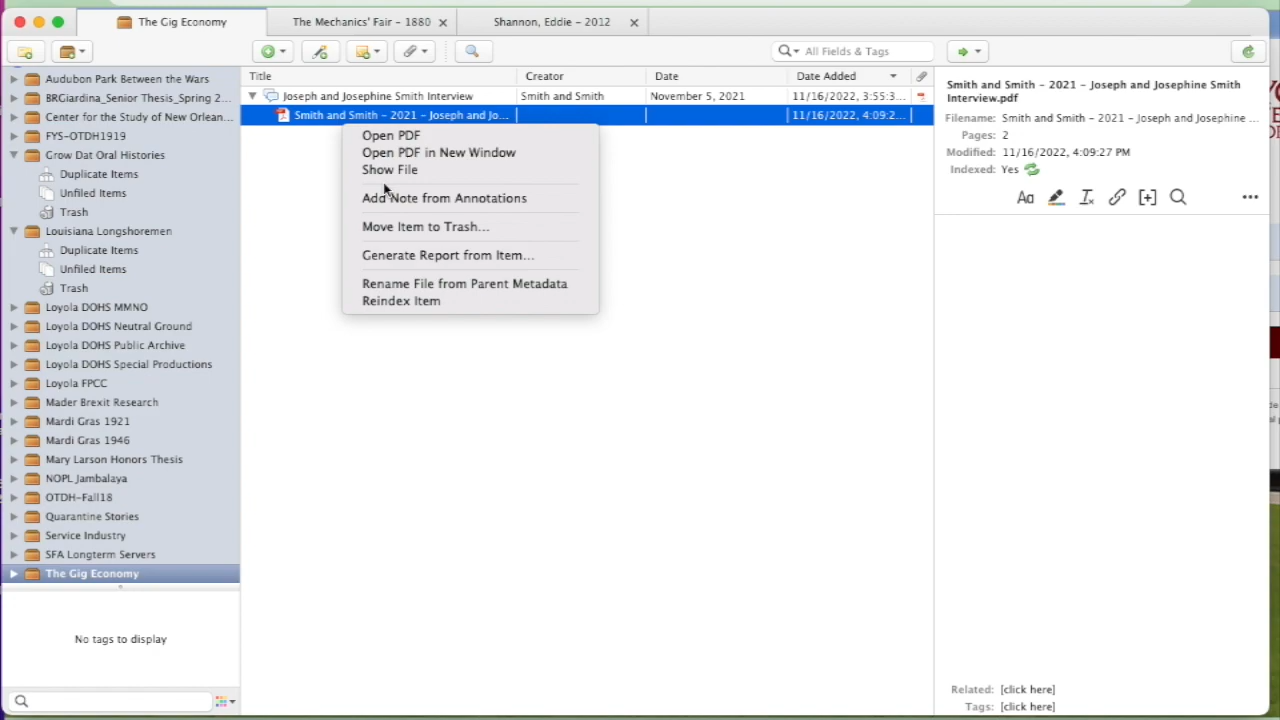 The Gig Economy
The Mechanics' Fair – 1880
Shannon, Eddie – 2012
All Fields & Tags
Audubon Park Between the Wars
BRGiardina_Senior Thesis_Spring 2...
Center for the Study of New Orlean...
FYS-OTDH1919
Grow Dat Oral Histories
Duplicate Items
Unfiled Items
Trash
Louisiana Longshoremen
Duplicate Items
Unfiled Items
Trash
Loyola DOHS MMNO
Loyola DOHS Neutral Ground
Loyola DOHS Public Archive
Loyola DOHS Special Productions
Loyola FPCC
Mader Brexit Research
Mardi Gras 1921
Mardi Gras 1946
Mary Larson Honors Thesis
NOPL Jambalaya
OTDH-Fall18
Quarantine Stories
Service Industry
SFA Longterm Servers
The Gig Economy
No tags to display
Title Creator Date Date Added
Joseph and Josephine Smith Interview Smith and Smith November 5, 2021 11/16/2022, 3:55:3...
Smith and Smith – 2021 – Joseph and Jo... 11/16/2022, 4:09:2...
Open PDF
Open PDF in New Window
Show File
Add Note from Annotations
Move Item to Trash...
Generate Report from Item...
Rename File from Parent Metadata
Reindex Item
Smith and Smith – 2021 – Joseph and Josephine Smith
Interview.pdf
Filename: Smith and Smith – 2021 – Joseph and Josephine ...
Pages: 2
Modified: 11/16/2022, 4:09:27 PM
Indexed: Yes
Aa
Related: [click here]
Tags: [click here]